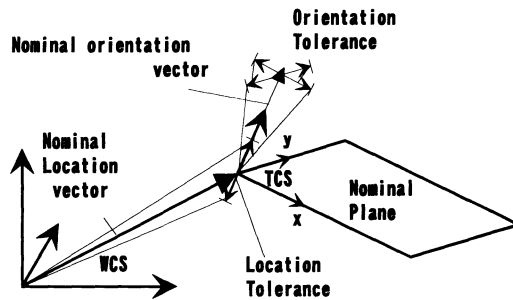 Orientation
Tolerance
Nominal orientation
vector
Nominal
Location
vector
y
TCS
x
Nominal
Plane
WCS
Location
Tolerance